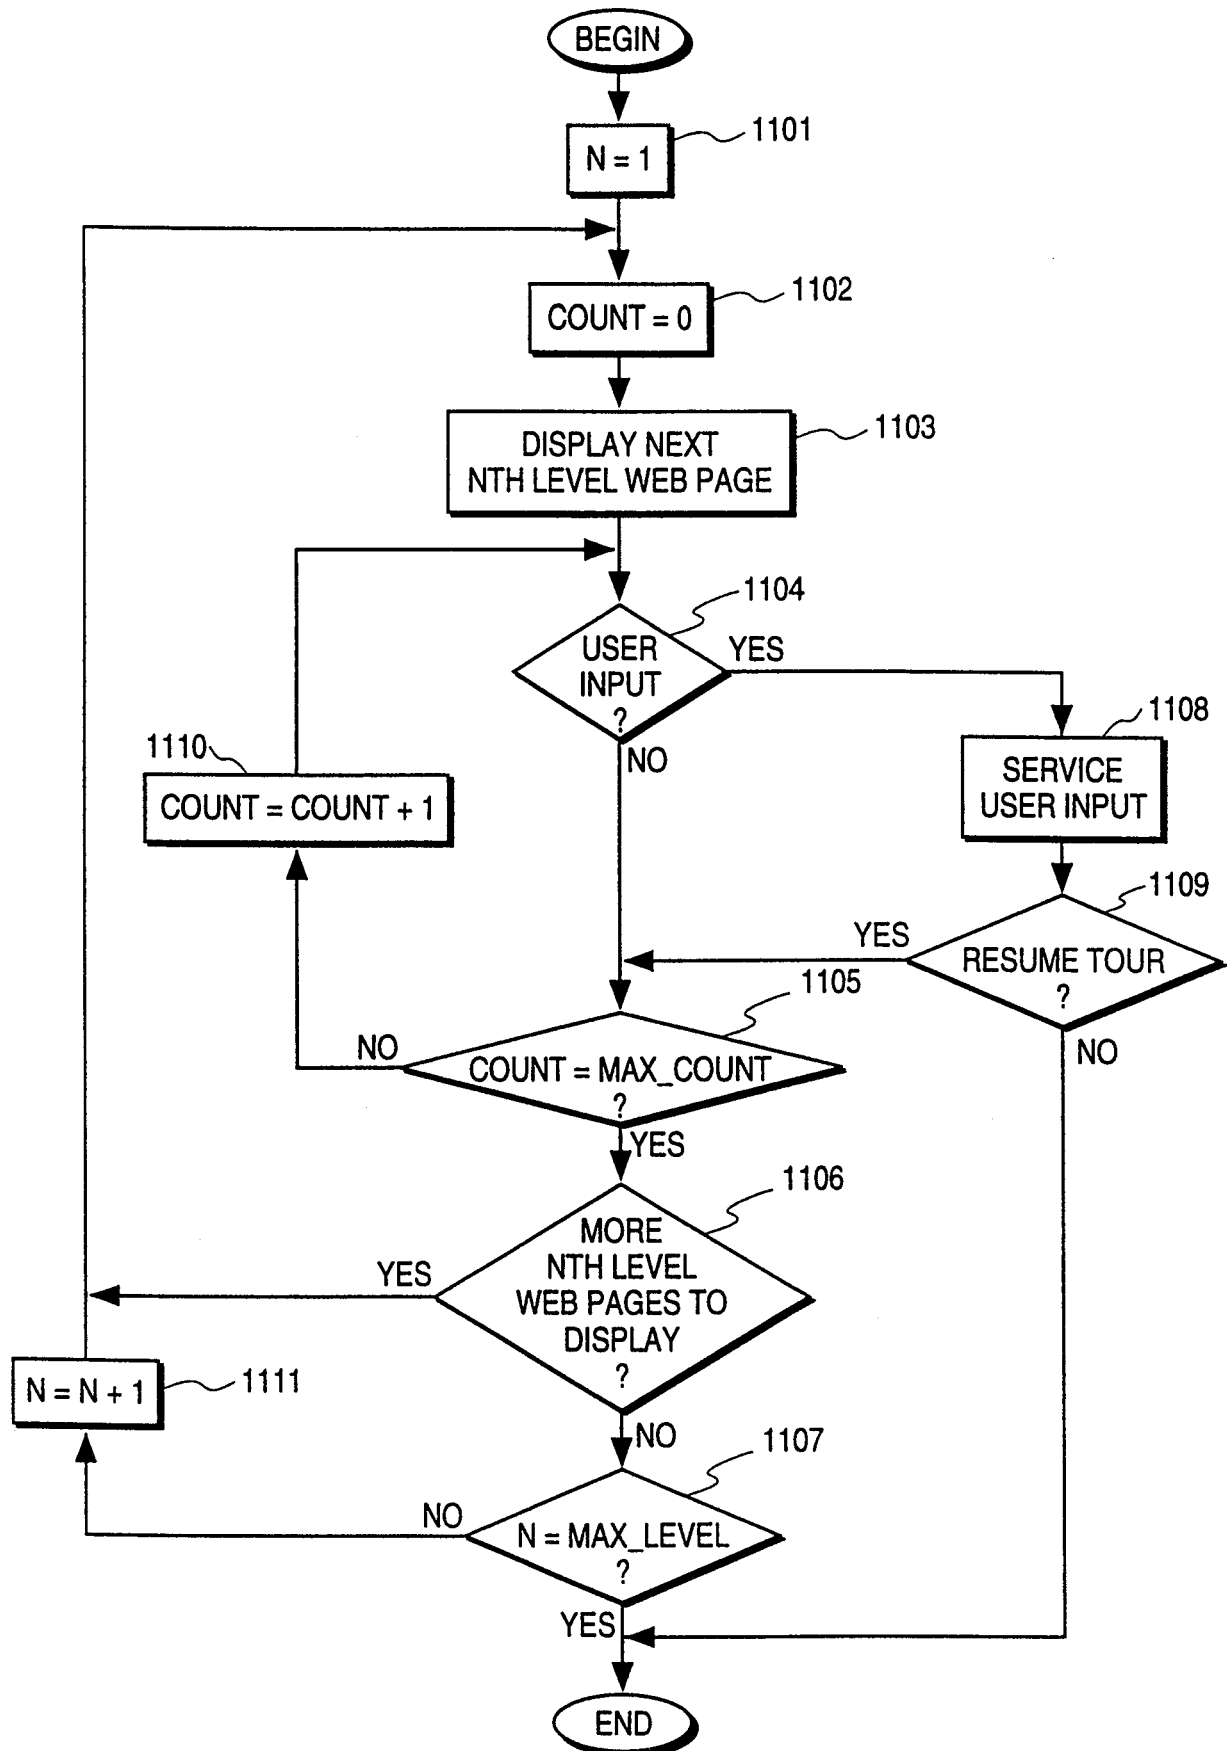 BEGIN
1101
N = 1
1102
COUNT = 0
1103
DISPLAY NEXT
NTH LEVEL WEB PAGE
1104
USER
INPUT
?
YES
NO
1108
SERVICE
USER INPUT
1110
COUNT = COUNT + 1
1109
RESUME TOUR
?
YES
NO
1105
COUNT = MAX_COUNT
?
NO
YES
1106
MORE
NTH LEVEL
WEB PAGES TO
DISPLAY
?
YES
NO
N = N + 1
1111
1107
N = MAX_LEVEL
?
NO
YES
END